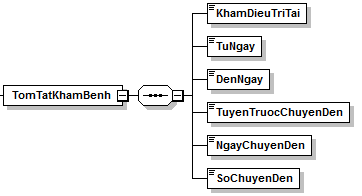 KhamDieuTriTai
TuNgay
DenNgay
TomTatKhamBenh
TuyenTruocChuyenDen
NgayChuyenDen
SoChuyenDen